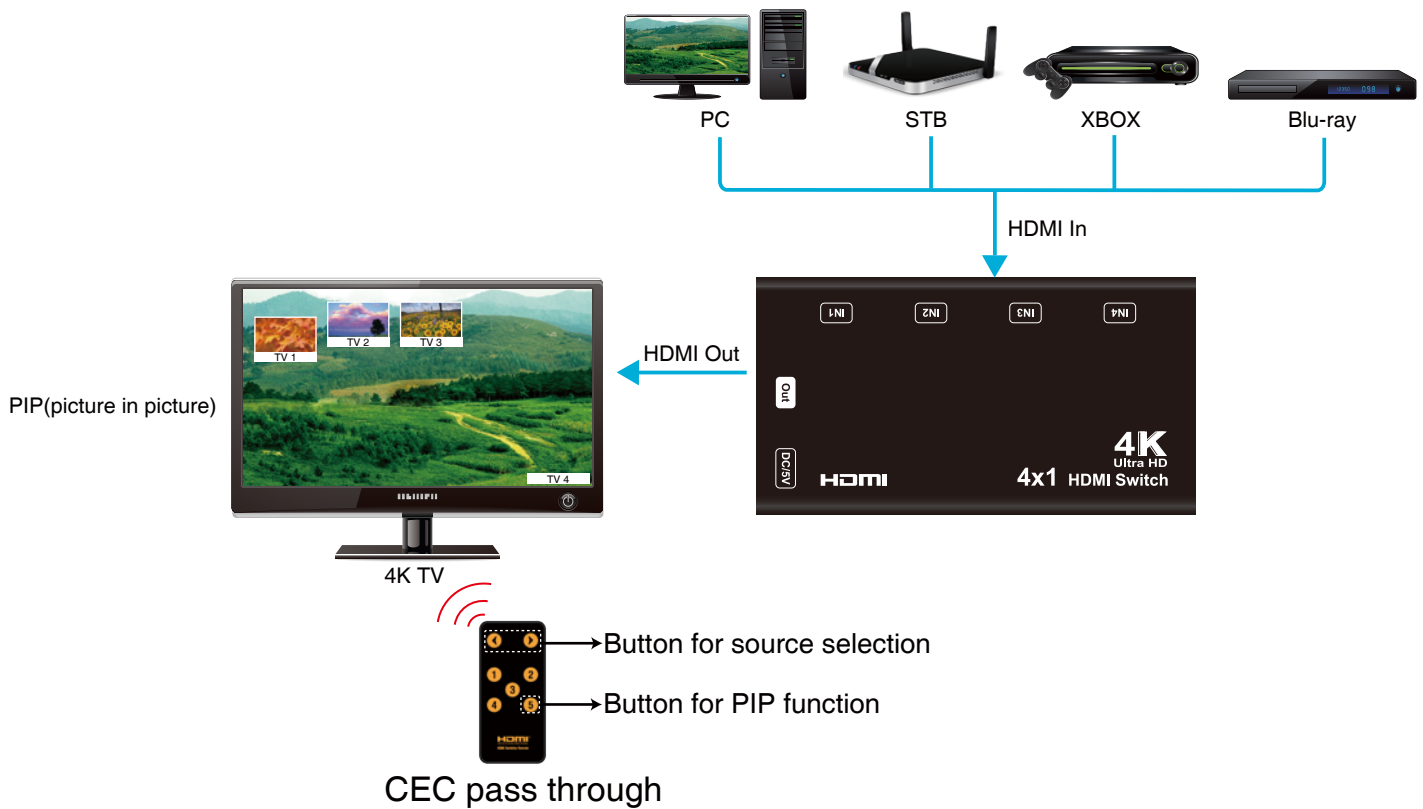 PC
STB
XBOX
Blu-ray
HDMI In
IN1
IN2
IN3
IN4
HDMI Out
Out
DC/5V
HDMI
4K
Ultra HD
4x1 HDMI Switch
PIP(picture in picture)
TV 1
TV 2
TV 3
TV 4
4K TV
Button for source selection
1
2
3
4
5
Button for PIP function
HDMI
CEC pass through